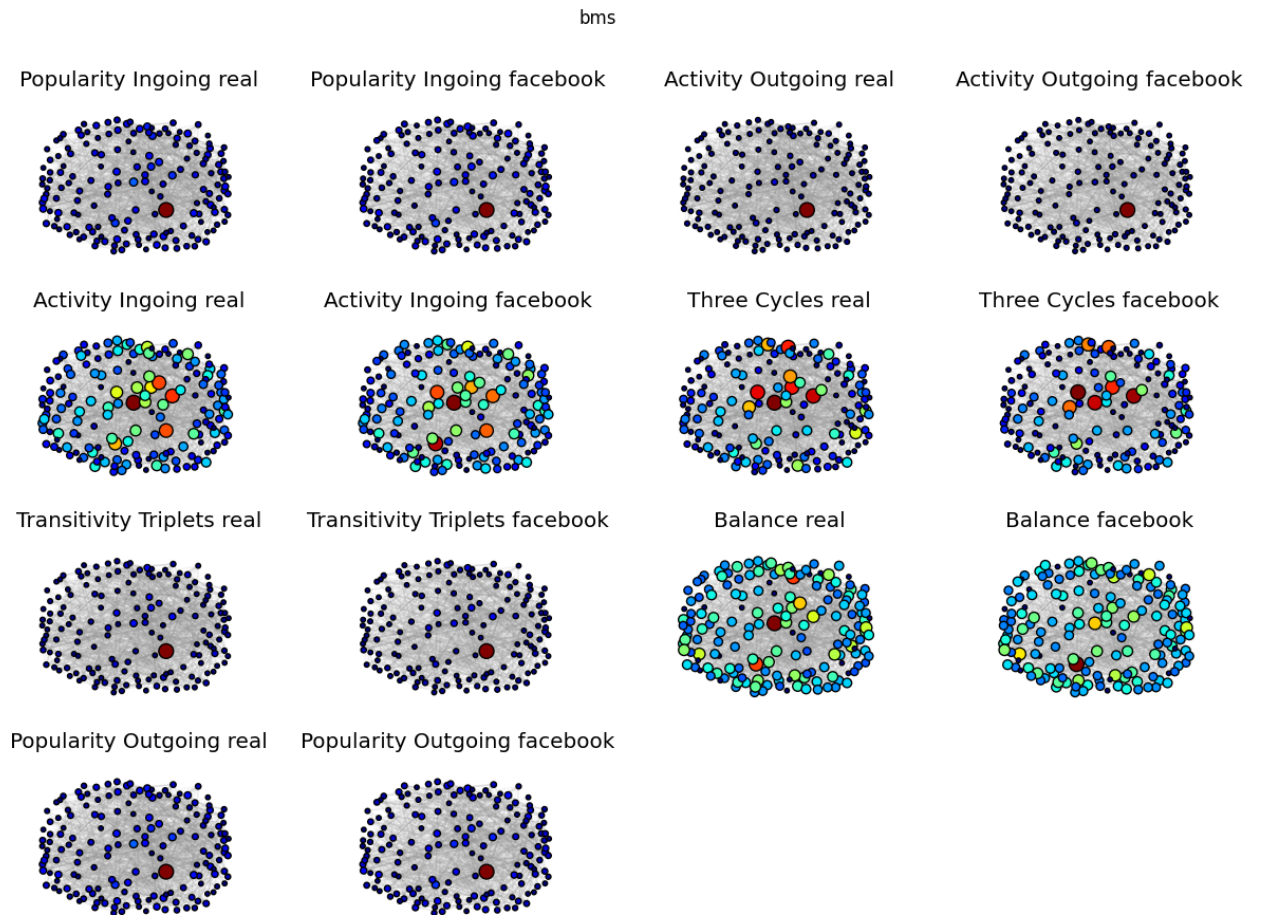 bms
Popularity Ingoing real
Popularity Ingoing facebook
Activity Outgoing real
Activity Outgoing facebook
Activity Ingoing real
Activity Ingoing facebook
Three Cycles real
Three Cycles facebook
Transitivity Triplets real
Transitivity Triplets facebook
Balance real
Balance facebook
Popularity Outgoing real
Popularity Outgoing facebook